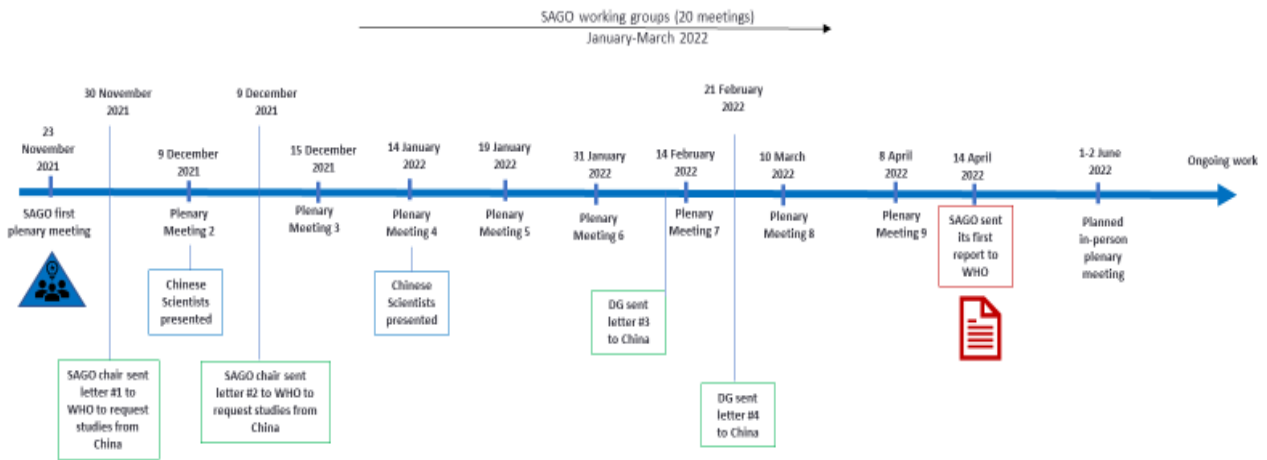 SAGO working groups (20 meetings)
January-March 2022
30 November
2021
9 December
2021
21 February
2022
23
November
2021
9 December
2021
15 December
2021
14 January
2022
19 January
2022
31 January
2022
14 February
2022
10 March
2022
8 April
2022
14 April
2022
1-2 June
2022
Ongoing work
SAGO first
plenary meeting
Plenary
Meeting 2
Plenary
Meeting 3
Plenary
Meeting 4
Plenary
Meeting 5
Plenary
Meeting 6
Plenary
Meeting 7
Plenary
Meeting 8
Plenary
Meeting 9
SAGO sent
its first
report to
WHO
Planned
in-person
plenary
meeting
Chinese
Scientists
presented
Chinese
Scientists
presented
DG sent
letter #3
to China
SAGO chair sent
letter #1 to
WHO to request
studies from
China
SAGO chair sent
letter #2 to WHO to
request studies from
China
DG sent
letter #4
to China